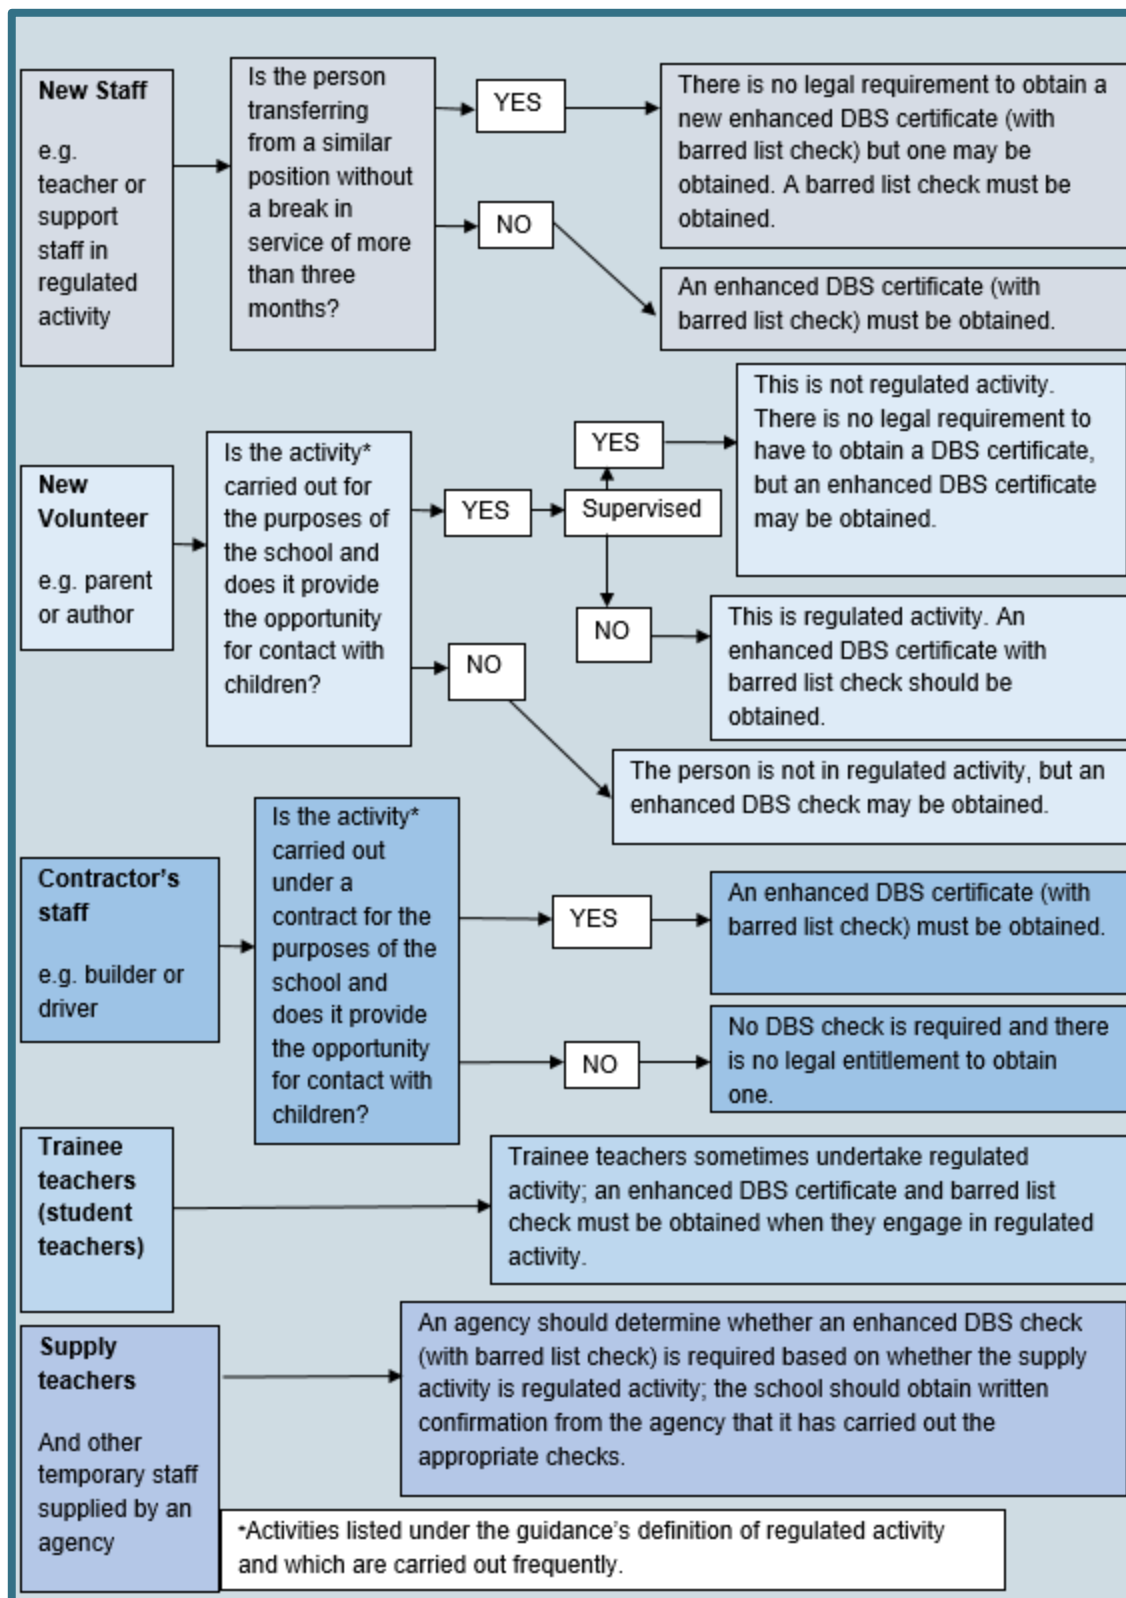 New Staff
e.g.
teacher or
support
staff in
regulated
activity
Is the person
transferring
from a similar
position without
a break in
service of more
than three
months?
YES
There is no legal requirement to obtain a
new enhanced DBS certificate (with
barred list check) but one may be
obtained. A barred list check must be
obtained.
NO
An enhanced DBS certificate (with
barred list check) must be obtained.
New
Volunteer
e.g. parent
or author
Is the activity*
carried out for
the purposes of
the school and
does it provide
the opportunity
for contact with
children?
YES
Supervised
YES
This is not regulated activity.
There is no legal requirement to
have to obtain a DBS certificate,
but an enhanced DBS certificate
may be obtained.
NO
This is regulated activity. An
enhanced DBS certificate with
barred list check should be
obtained.
NO
The person is not in regulated activity, but an
enhanced DBS check may be obtained.
Contractor's
staff
e.g. builder or
driver
Is the activity*
carried out
under a
contract for the
purposes of the
school and
does it provide
the opportunity
for contact with
children?
YES
An enhanced DBS certificate (with
barred list check) must be obtained.
NO
No DBS check is required and there
is no legal entitlement to obtain
one.
Trainee
teachers
(student
teachers)
Trainee teachers sometimes undertake regulated
activity; an enhanced DBS certificate and barred list
check must be obtained when they engage in regulated
activity.
Supply
teachers
And other
temporary staff
supplied by an
agency
An agency should determine whether an enhanced DBS check
(with barred list check) is required based on whether the supply
activity is regulated activity; the school should obtain written
confirmation from the agency that it has carried out the
appropriate checks.
*Activities listed under the guidance's definition of regulated activity
and which are carried out frequently.